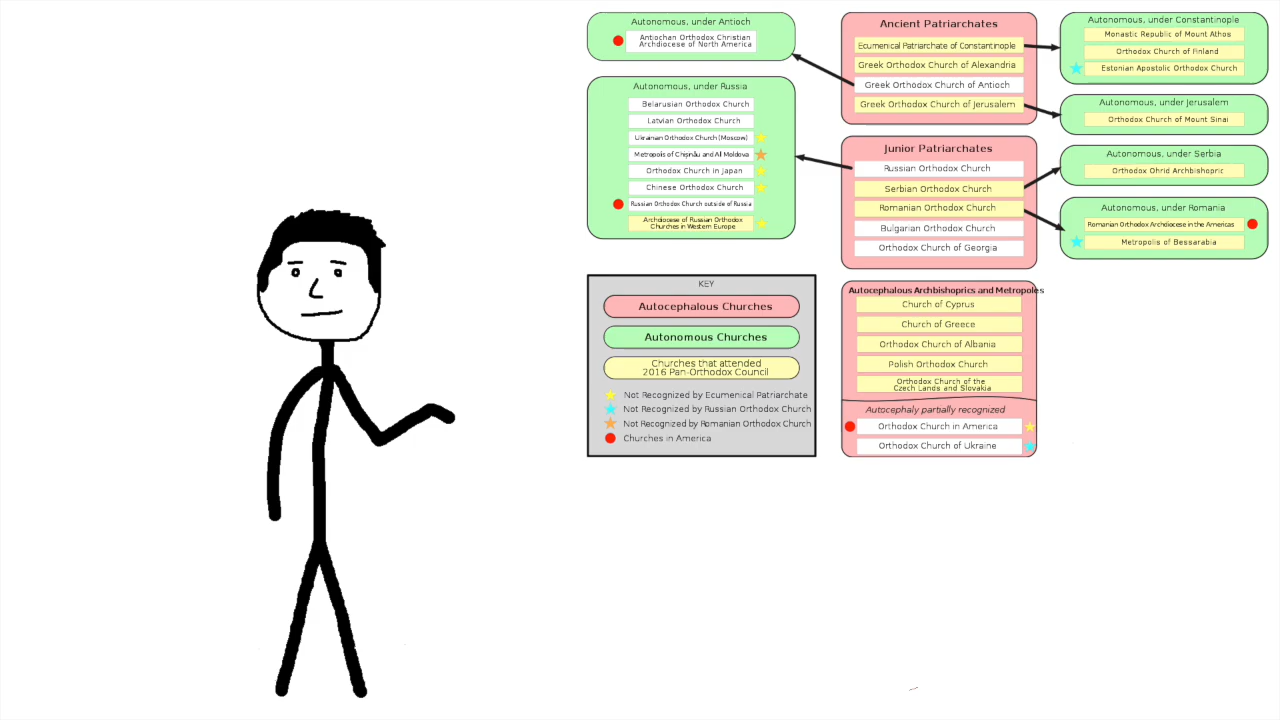 Autonomous, under Antioch
Antiochan Orthodox Christian
Archdiocese of North America
Autonomous, under Russia
Belarusian Orthodox Church
Latvian Orthodox Church
Ukrainian Orthodox Church (Moscow)
Metropolis of Chișinău and All Moldova
Orthodox Church in Japan
Chinese Orthodox Church
Russian Orthodox Church outside of Russia
Archdiocese of Russian Orthodox
Churches in Western Europe
Ancient Patriarchates
Ecumenical Patriarchate of Constantinople
Greek Orthodox Church of Alexandria
Greek Orthodox Church of Antioch
Greek Orthodox Church of Jerusalem
Junior Patriarchates
Russian Orthodox Church
Serbian Orthodox Church
Romanian Orthodox Church
Bulgarian Orthodox Church
Orthodox Church of Georgia
Autonomous, under Constantinople
Monastic Republic of Mount Athos
Orthodox Church of Finland
Estonian Apostolic Orthodox Church
Autonomous, under Jerusalem
Orthodox Church of Mount Sinai
Autonomous, under Serbia
Orthodox Ohrid Archbishopric
Autonomous, under Romania
Romanian Orthodox Archdiocese in the Americas
Metropolis of Bessarabia
KEY
Autocephalous Churches
Autonomous Churches
Churches that attended
2016 Pan-Orthodox Council
Not Recognized by Ecumenical Patriarchate
Not Recognized by Russian Orthodox Church
Not Recognized by Romanian Orthodox Church
Churches in America
Autocephalous Archbishoprics and Metropoles
Church of Cyprus
Church of Greece
Orthodox Church of Albania
Polish Orthodox Church
Orthodox Church of the
Czech Lands and Slovakia
Autocephaly partially recognized
Orthodox Church in America
Orthodox Church of Ukraine